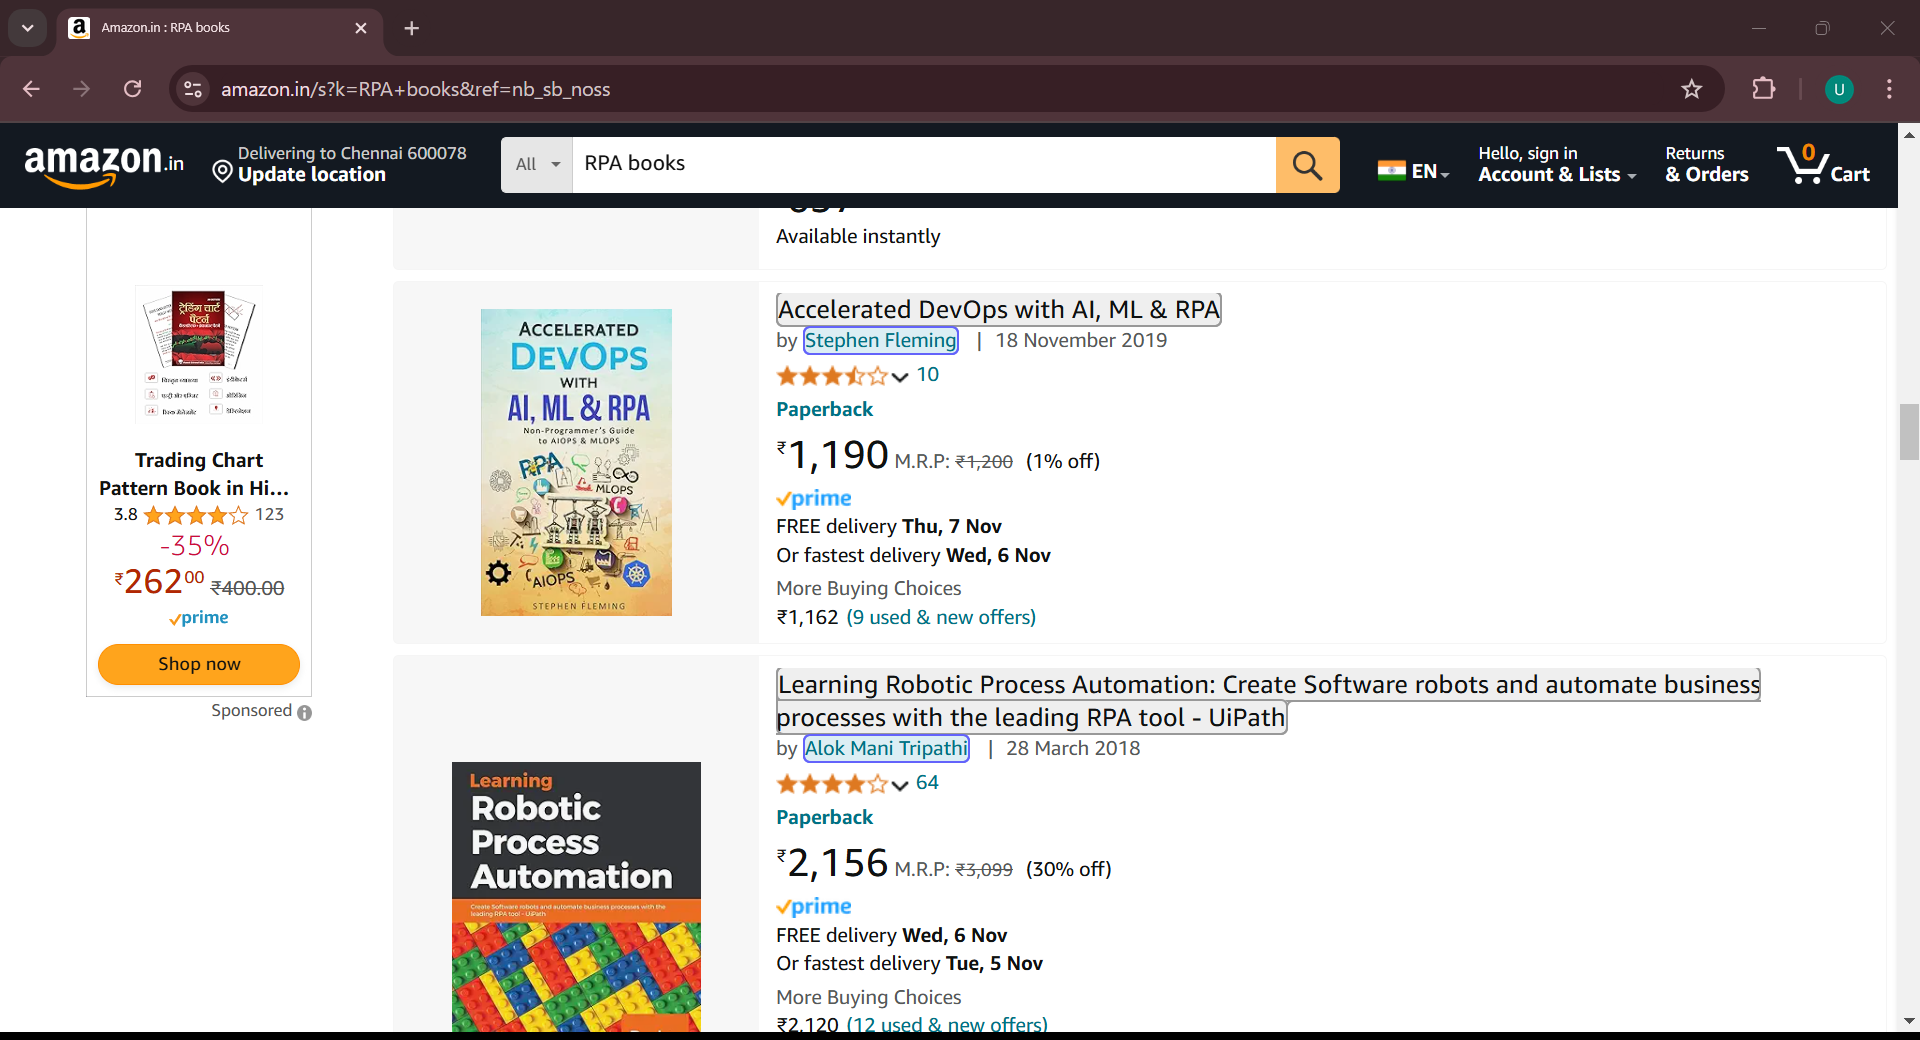 Amazon.in : RPA books
amazon.in/s?k=RPA+books&ref=nb_sb_noss
U
amazon.in
Delivering to Chennai 600078
Update location
All
RPA books
EN
Hello, sign in
Account & Lists
Returns
& Orders
0
Cart
Available instantly
ट्रेडिंग चार्ट
पैटर्न
Trading Chart
Pattern Book in Hi...
3.8 123
-35%
₹26200 ₹400.00
prime
Shop now
Sponsored
ACCELERATED
DEVOPS
WITH
AI, ML & RPA
Non-Programmer's Guide
to AIOPS & MLOPS
RPA
MLOPS
AI
AIOPS
STEPHEN FLEMING
Accelerated DevOps with AI, ML & RPA
by Stephen Fleming | 18 November 2019
10
Paperback
₹1,190 M.R.P: ₹1,200 (1% off)
prime
FREE delivery Thu, 7 Nov
Or fastest delivery Wed, 6 Nov
More Buying Choices
₹1,162 (9 used & new offers)
Learning
Robotic
Process
Automation
Create Software robots and automate business processes with the
leading RPA tool - UiPath
Learning Robotic Process Automation: Create Software robots and automate business
processes with the leading RPA tool - UiPath
by Alok Mani Tripathi | 28 March 2018
64
Paperback
₹2,156 M.R.P: ₹3,099 (30% off)
prime
FREE delivery Wed, 6 Nov
Or fastest delivery Tue, 5 Nov
More Buying Choices
₹2,120 (12 used & new offers)